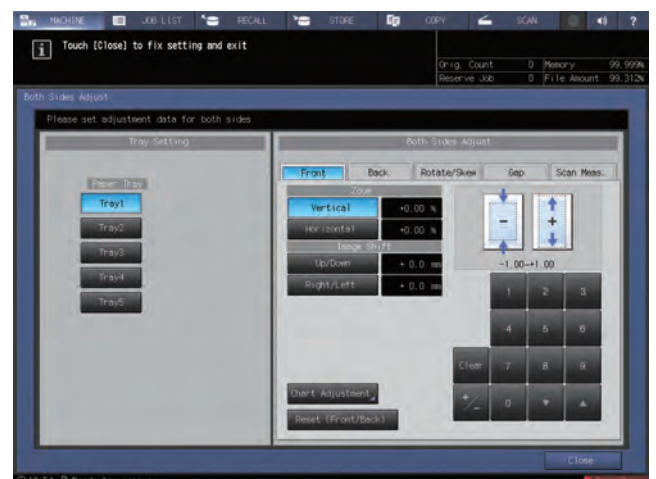 MACHINE JOB LIST RECALL STORE COPY SCAN ?
Touch [Close] to fix setting and exit
Orig. Count 0 Memory 99.999%
Reserve Job 0 File Amount 99.312%
Both Sides Adjust
Please set adjustment data for both sides
Tray Setting
Paper Tray
Tray1
Tray2
Tray3
Tray4
Tray5
Both Sides Adjust
Front Back Rotate/Skew Gap Scan Meas.
Zoom
Vertical +0.00 %
Horizontal +0.00 %
Image Shift
Up/Down + 0.0 mm
Right/Left + 0.0 mm
- +
-1.00~+1.00
1 2 3
4 5 6
Clear 7 8 9
+/- 0 ▼ ▲
Chart Adjustment
Reset (Front/Back)
Close